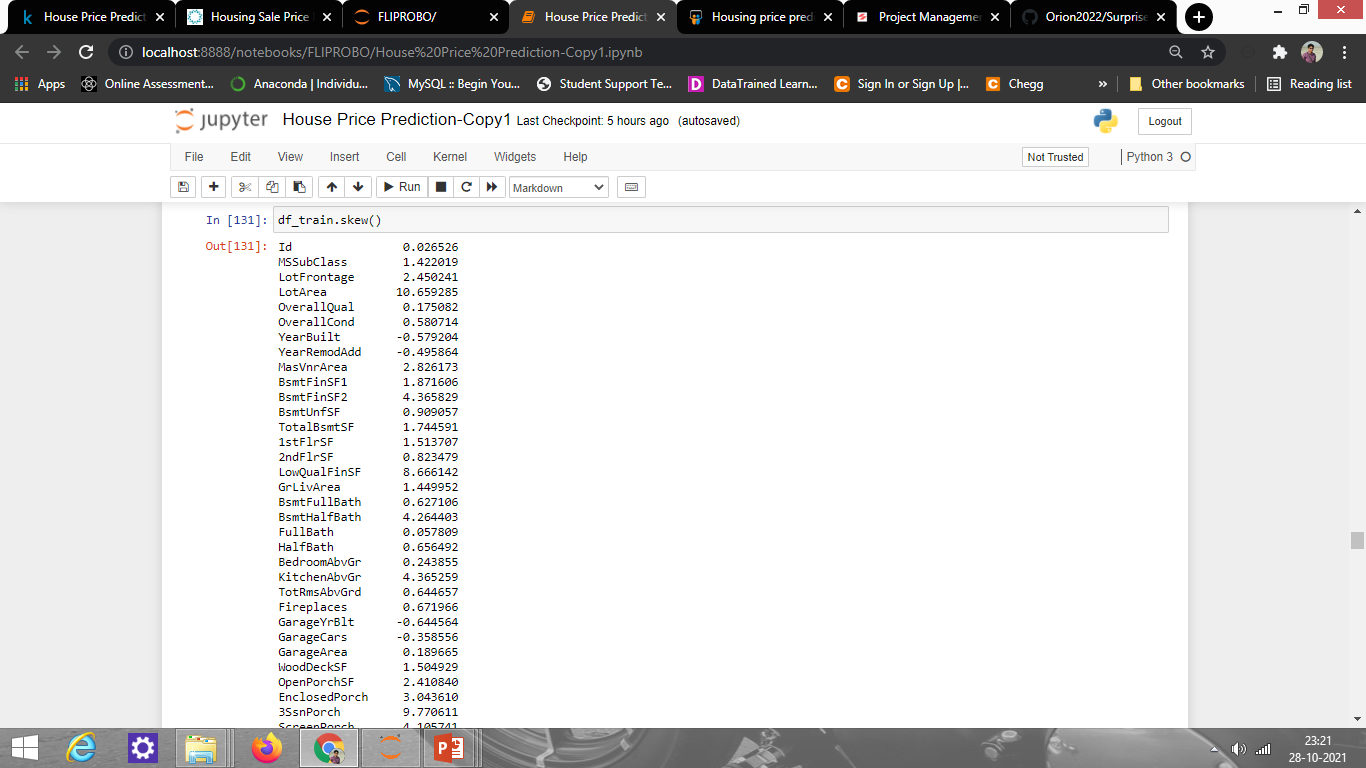 House Price Predict
Housing Sale Price
FLIPROBO/
House Price Predict
Housing price pred
Project Manageme
Orion2022/Surprise
localhost:8888/notebooks/FLIPROBO/House%20Price%20Prediction-Copy1.ipynb
Apps
Online Assessment...
Anaconda | Individu...
MySQL :: Begin You...
Student Support Te...
DataTrained Learn...
Sign In or Sign Up |...
Chegg
»
Other bookmarks
Reading list
jupyter House Price Prediction-Copy1 Last Checkpoint: 5 hours ago (autosaved)
Logout
File Edit View Insert Cell Kernel Widgets Help
Not Trusted
Python 3
Run
Markdown
In [131]: df_train.skew()
Out[131]: Id 0.026526
MSSubClass 1.422019
LotFrontage 2.450241
LotArea 10.659285
OverallQual 0.175082
OverallCond 0.580714
YearBuilt -0.579204
YearRemodAdd -0.495864
MasVnrArea 2.826173
BsmtFinSF1 1.871606
BsmtFinSF2 4.365829
BsmtUnfSF 0.909057
TotalBsmtSF 1.744591
1stFlrSF 1.513707
2ndFlrSF 0.823479
LowQualFinSF 8.666142
GrLivArea 1.449952
BsmtFullBath 0.627106
BsmtHalfBath 4.264403
FullBath 0.057809
HalfBath 0.656492
BedroomAbvGr 0.243855
KitchenAbvGr 4.365259
TotRmsAbvGrd 0.644657
Fireplaces 0.671966
GarageYrBlt -0.644564
GarageCars -0.358556
GarageArea 0.189665
WoodDeckSF 1.504929
OpenPorchSF 2.410840
EnclosedPorch 3.043610
3SsnPorch 9.770611
ScreenPorch 4.105741
23:21
28-10-2021